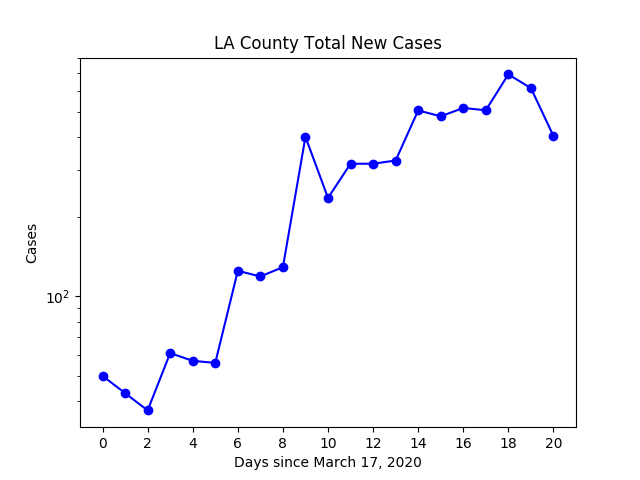 LA County Total New Cases
Cases
10²
0 2 4 6 8 10 12 14 16 18 20
Days since March 17, 2020